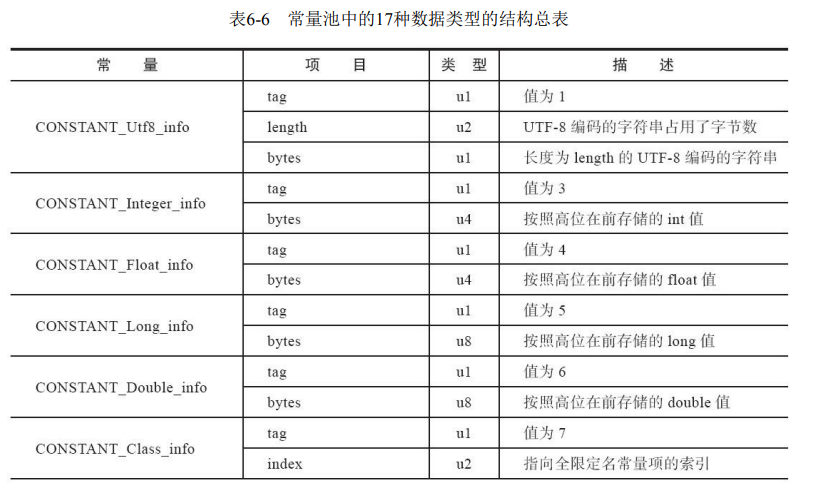 表6-6 常量池中的17种数据类型的结构总表
常 量 项 目 类 型 描 述
CONSTANT_Utf8_info tag u1 值为 1
length u2 UTF-8 编码的字符串占用了字节数
bytes u1 长度为 length 的 UTF-8 编码的字符串
CONSTANT_Integer_info tag u1 值为 3
bytes u4 按照高位在前存储的 int 值
CONSTANT_Float_info tag u1 值为 4
bytes u4 按照高位在前存储的 float 值
CONSTANT_Long_info tag u1 值为 5
bytes u8 按照高位在前存储的 long 值
CONSTANT_Double_info tag u1 值为 6
bytes u8 按照高位在前存储的 double 值
CONSTANT_Class_info tag u1 值为 7
index u2 指向全限定名常量项的索引